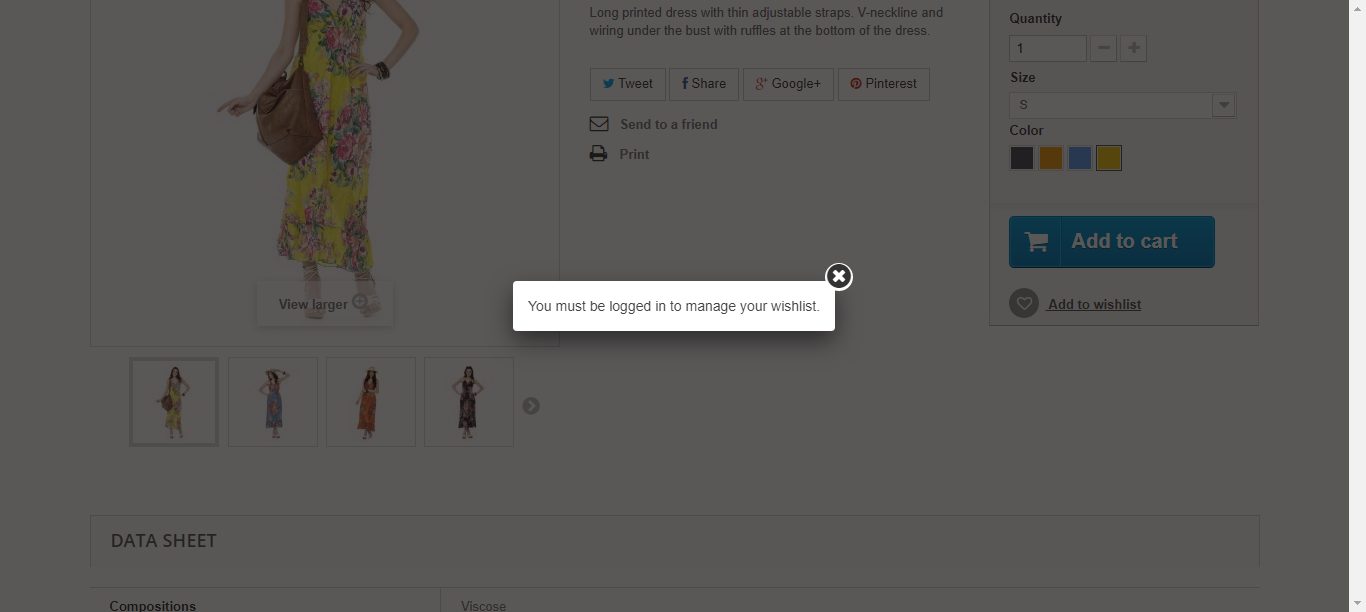 Long printed dress with thin adjustable straps. V-neckline and
wiring under the bust with ruffles at the bottom of the dress.
Tweet
Share
Google+
Pinterest
Send to a friend
Print
Quantity
1
Size
S
Color
Add to cart
Add to wishlist
View larger
You must be logged in to manage your wishlist.
DATA SHEET
Compositions
Viscose